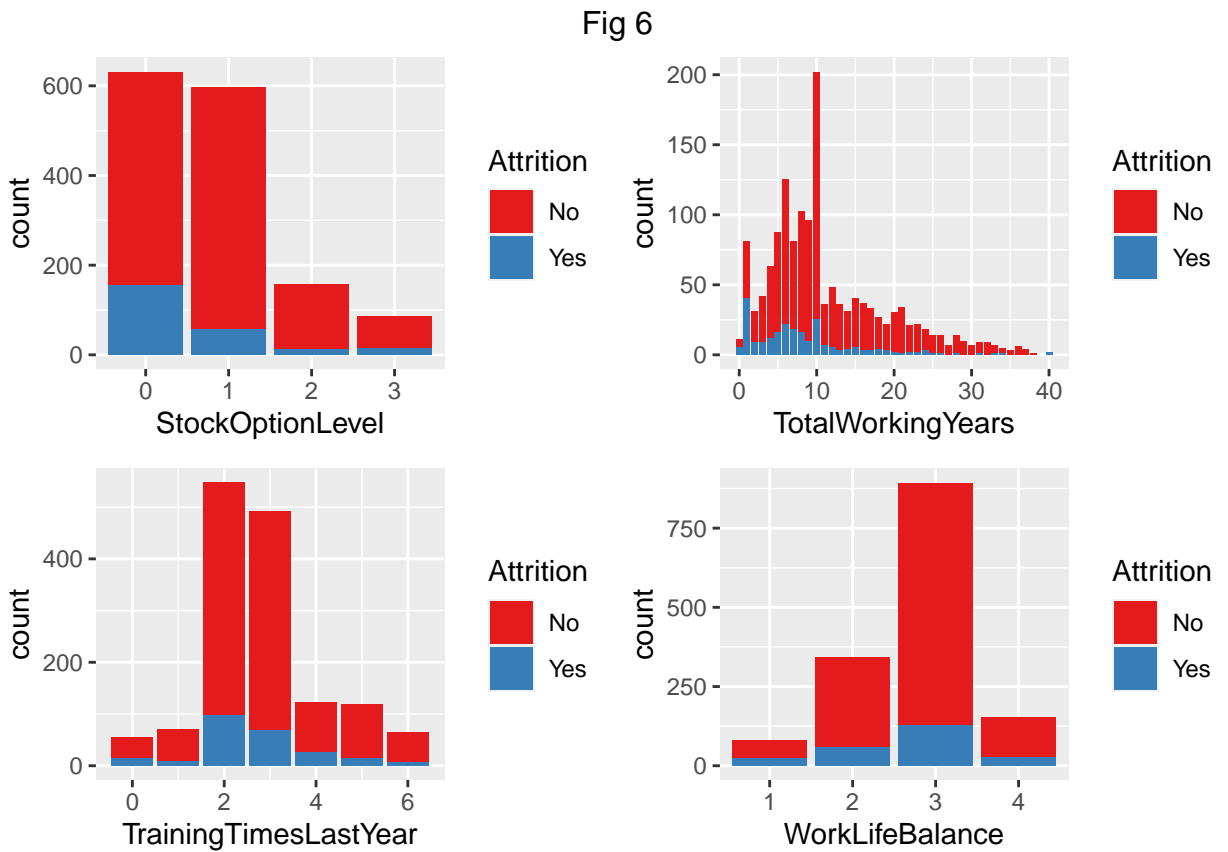 Fig 6
600
400
200
0
count
0 1 2 3
StockOptionLevel
Attrition
No
Yes
200
150
100
50
0
count
0 10 20 30 40
TotalWorkingYears
Attrition
No
Yes
400
200
0
count
0 2 4 6
TrainingTimesLastYear
Attrition
No
Yes
750
500
250
0
count
1 2 3 4
WorkLifeBalance
Attrition
No
Yes